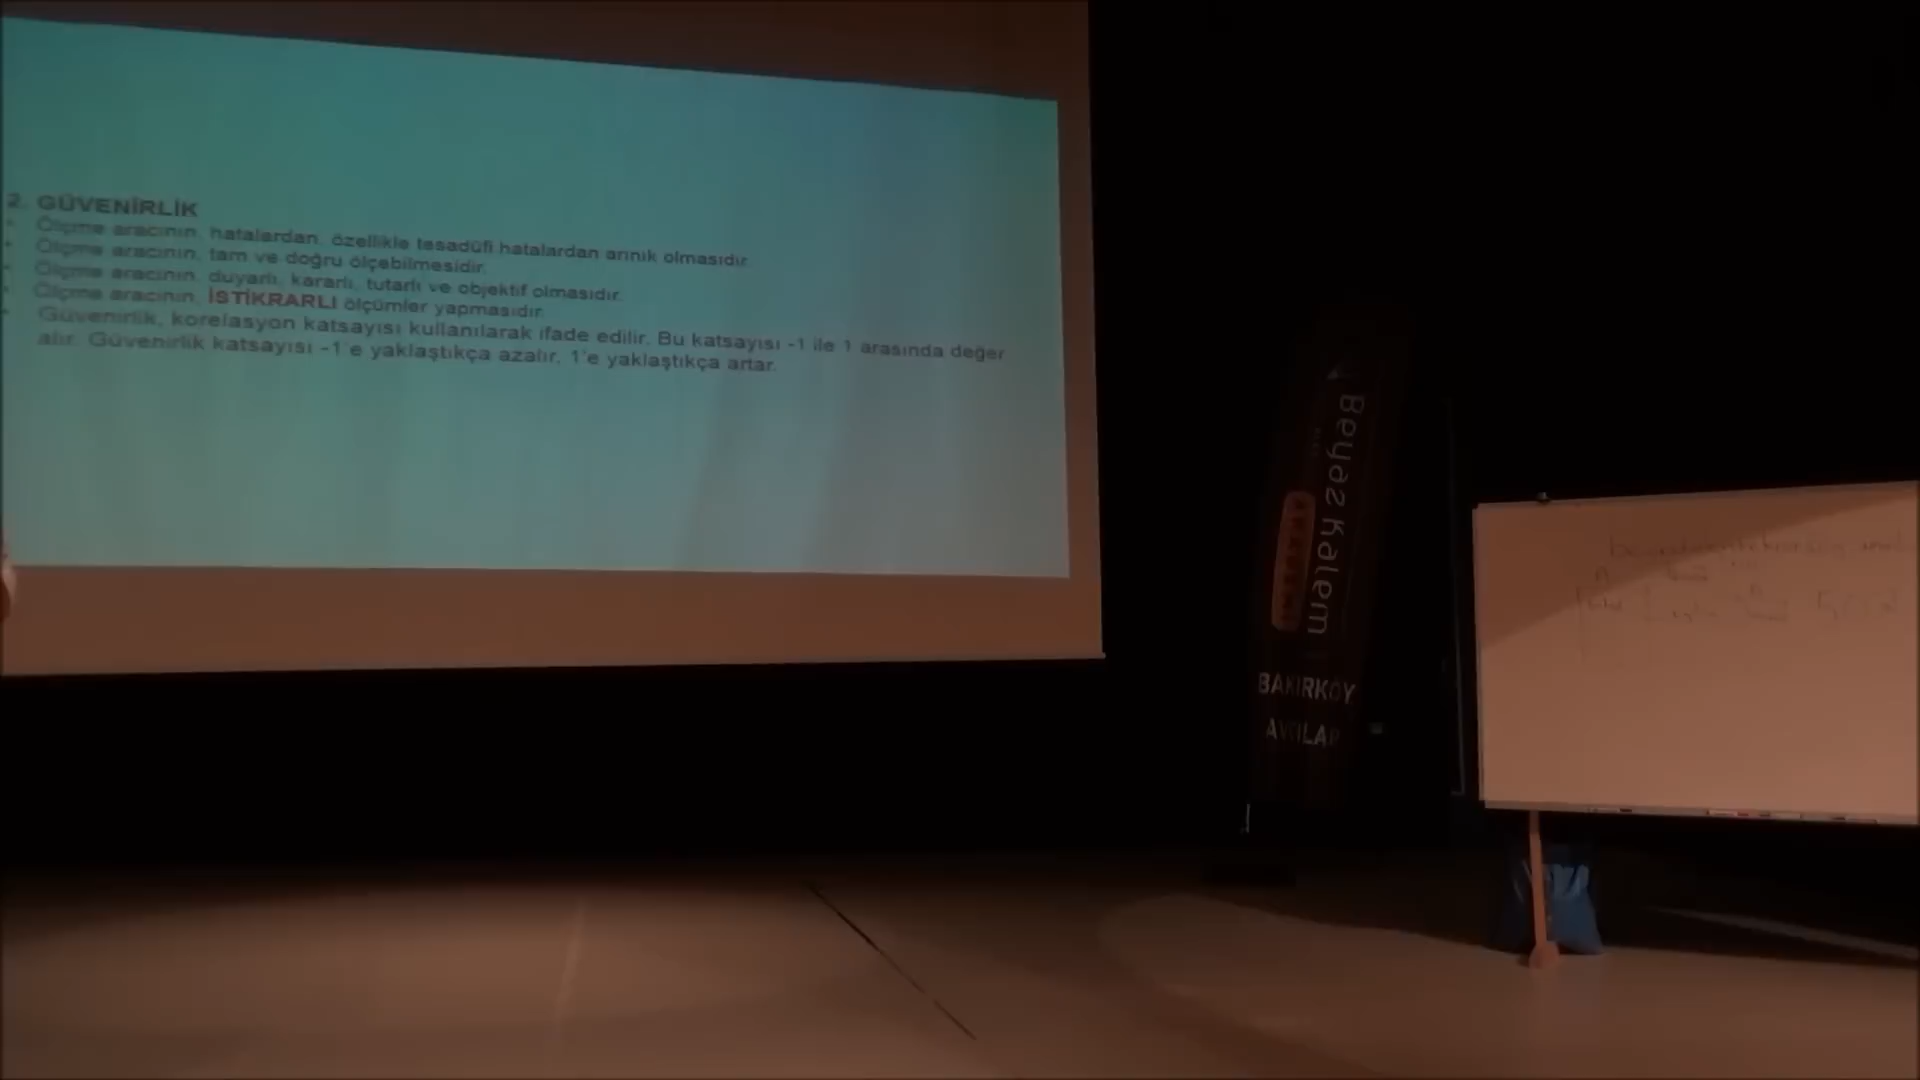 2. GÜVENİRLİK
Ölçme aracının, hatalardan, özellikle tesadüfi hatalardan arınık olmasıdır.
Ölçme aracının, tam ve doğru ölçebilmesidir.
Ölçme aracının, duyarlı, kararlı, tutarlı ve objektif olmasıdır.
Ölçme aracının, İSTİKRARLI ölçümler yapmasıdır.
Güvenirlik, korelasyon katsayısı kullanılarak ifade edilir. Bu katsayısı -1 ile 1 arasında değer
alır. Güvenirlik katsayısı -1'e yaklaştıkça azalır, 1'e yaklaştıkça artar.
Beyaz Kalem
AKADEMİ
BAKIRKÖY
AVCILAR